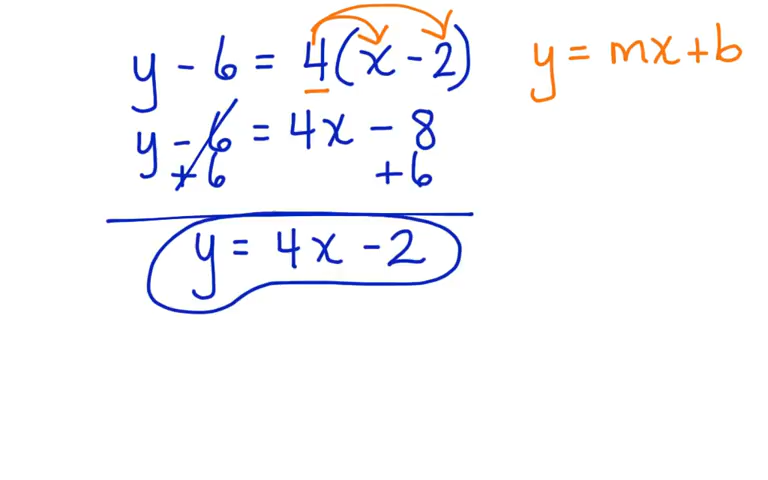 y - 6 = 4(x - 2)
y = mx + b
y - 6 = 4x - 8
+6 +6
y = 4x - 2